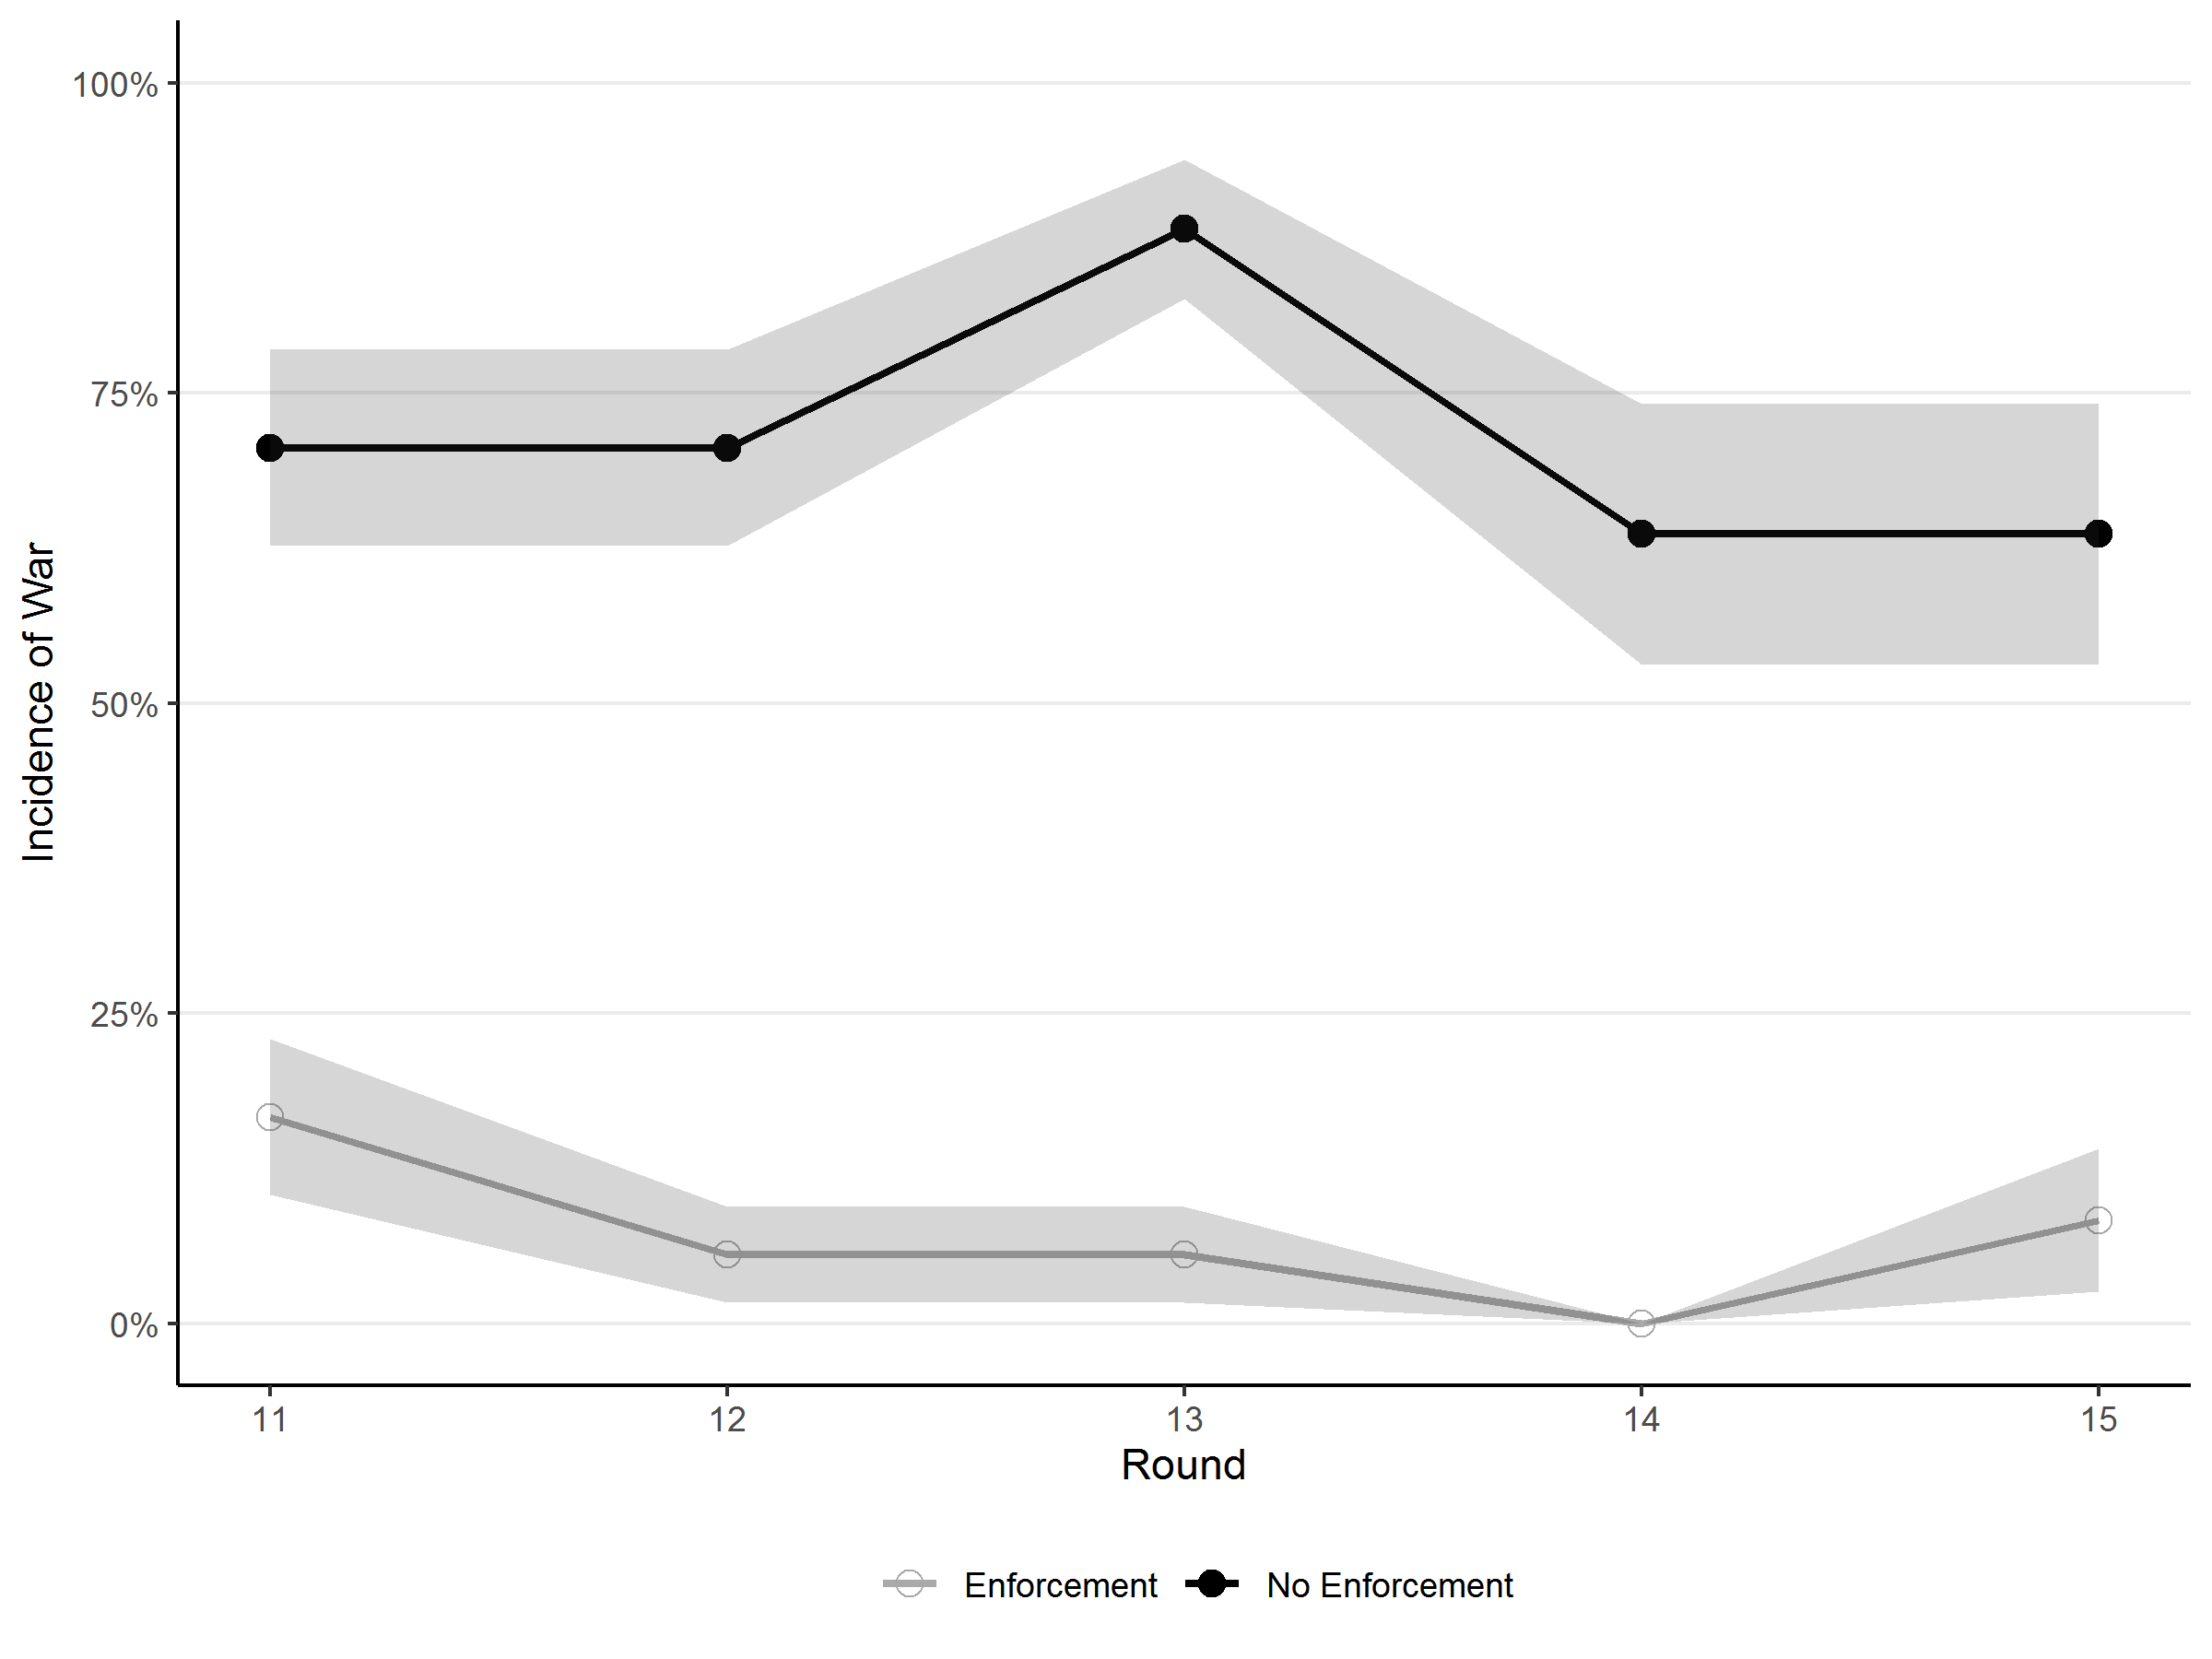 100%
75%
50%
25%
0%
Incidence of War
11 12 13 14 15
Round
Enforcement No Enforcement